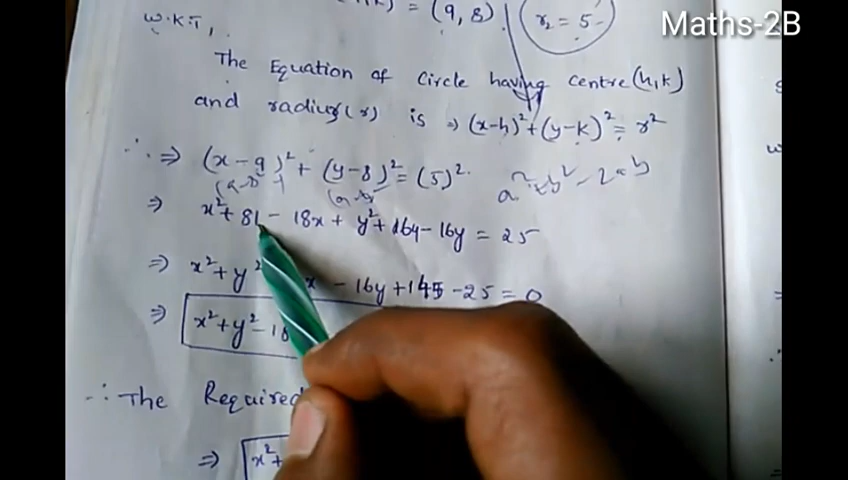 Maths-2B
= (9, 8)
r₂ = 5
w.k.T,
The Equation of Circle having centre (h,k)
and radius(r) is ⇒ (x-h)²+(y-k)² = r²
∴ ⇒ (x-9)² + (y-8)² = (5)².
a²+b²-2ab
(a-b)
⇒ x²+ 81 - 18x + y²+ 164 - 16y = 25
⇒ x²+y² x - 16y + 145 - 25 = 0
⇒ x²+y²-18
∴ The Required
⇒ x²+